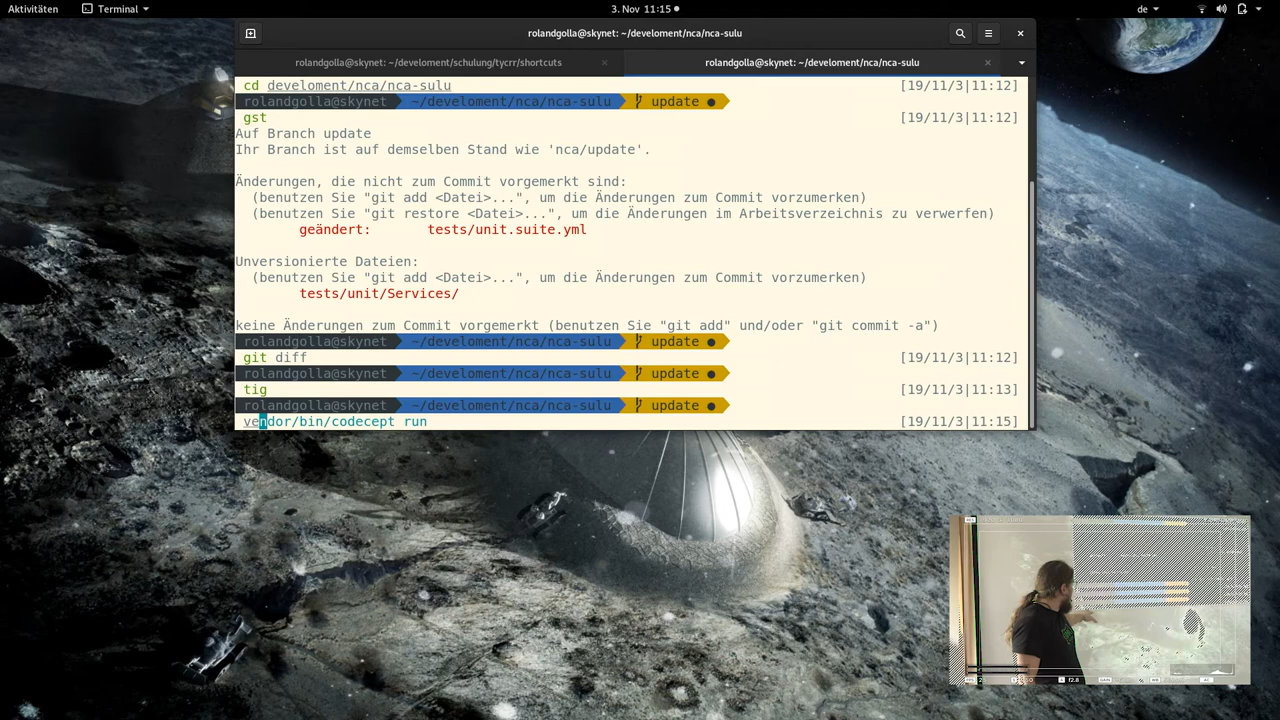 Aktivitäten Terminal 3. Nov 11:15 de
rolandgolla@skynet: ~/develoment/nca/nca-sulu
rolandgolla@skynet: ~/develoment/schulung/tycrr/shortcuts
rolandgolla@skynet: ~/develoment/nca/nca-sulu
cd develoment/nca/nca-sulu [19/11/3|11:12]
rolandgolla@skynet ~/develoment/nca/nca-sulu update ●
gst [19/11/3|11:12]
Auf Branch update
Ihr Branch ist auf demselben Stand wie 'nca/update'.
Änderungen, die nicht zum Commit vorgemerkt sind:
(benutzen Sie "git add <Datei>...", um die Änderungen zum Commit vorzumerken)
(benutzen Sie "git restore <Datei>...", um die Änderungen im Arbeitsverzeichnis zu verwerfen)
geändert: tests/unit.suite.yml
Unversionierte Dateien:
(benutzen Sie "git add <Datei>...", um die Änderungen zum Commit vorzumerken)
tests/unit/Services/
keine Änderungen zum Commit vorgemerkt (benutzen Sie "git add" und/oder "git commit -a")
rolandgolla@skynet ~/develoment/nca/nca-sulu update ●
git diff [19/11/3|11:12]
rolandgolla@skynet ~/develoment/nca/nca-sulu update ●
tig [19/11/3|11:13]
rolandgolla@skynet ~/develoment/nca/nca-sulu update ●
vendor/bin/codecept run [19/11/3|11:15]
f2.8